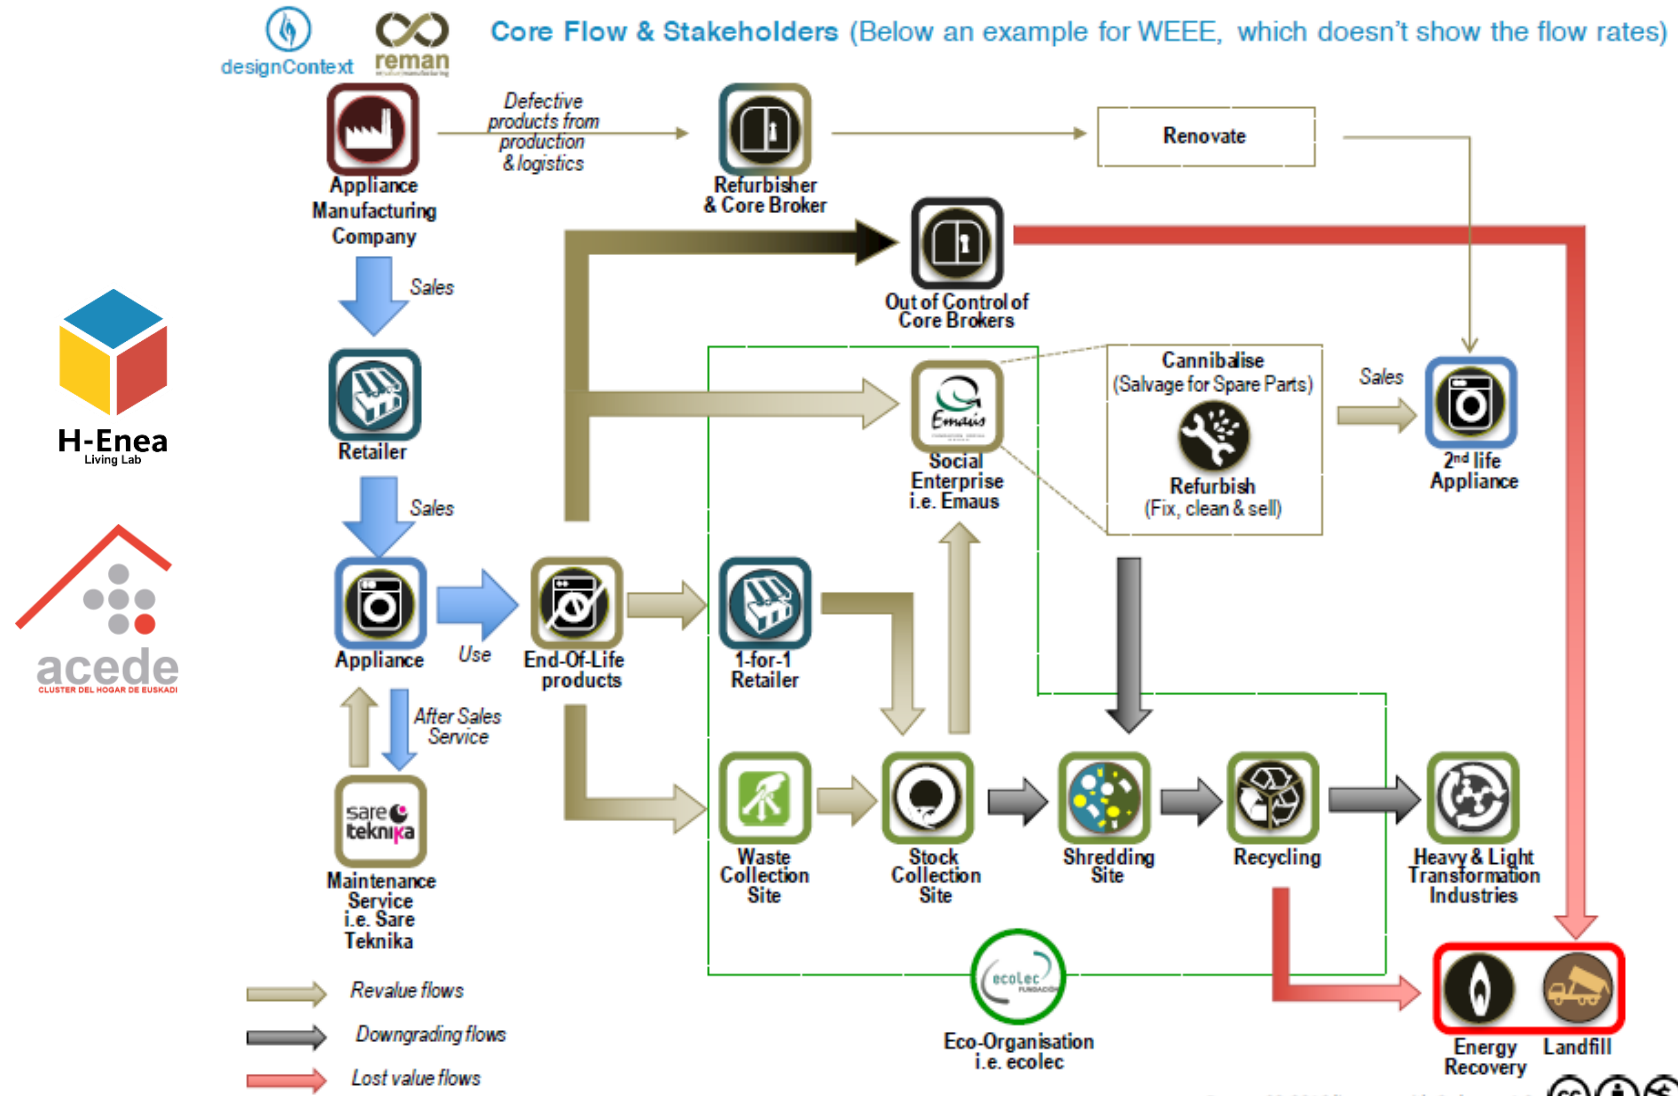 Core Flow & Stakeholders (Below an example for WEEE, which doesn't show the flow rates)
designContext
reman
Defective
products from
production
& logistics
Renovate
Appliance
Manufacturing
Company
Refurbisher
& Core Broker
Sales
Out of Control of
Core Brokers
H-Enea
Living Lab
Retailer
Emaús
Social
Enterprise
i.e. Emaus
Cannibalise
(Salvage for Spare Parts)
Refurbish
(Fix, clean & sell)
Sales
2nd life
Appliance
Sales
acede
CLUSTER DEL HOGAR DE EUSKADI
Appliance
Use
End-Of-Life
products
1-for-1
Retailer
After Sales
Service
sare
teknika
Maintenance
Service
i.e. Sare
Teknika
Waste
Collection
Site
Stock
Collection
Site
Shredding
Site
Recycling
Heavy & Light
Transformation
Industries
ecolec
FUNDACIÓN
Eco-Organisation
i.e. ecolec
Energy
Recovery
Landfill
Revalue flows
Downgrading flows
Lost value flows
cc